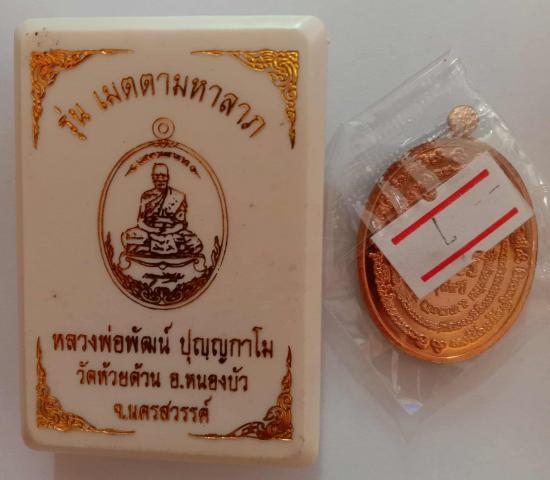 รุ่น เมตตามหาลาภ
หลวงพ่อพัฒน์ ปุญฺญกาโม
วัดห้วยด้วน อ.หนองบัว
จ.นครสวรรค์